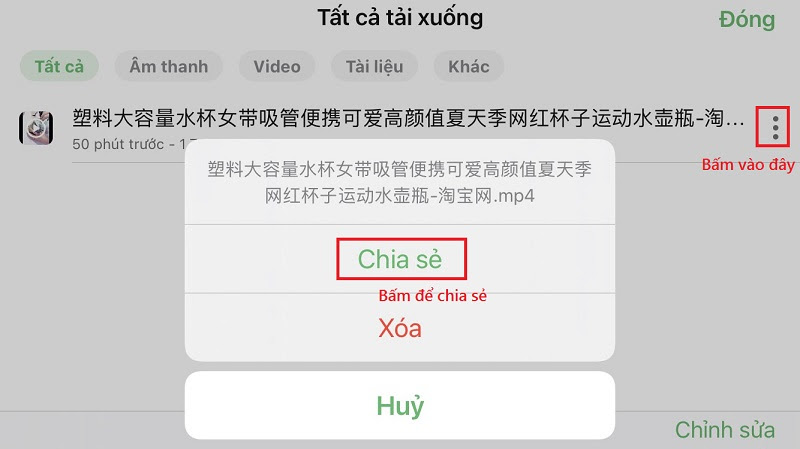 Tất cả tải xuống
Đóng
Tất cả
Âm thanh
Video
Tài liệu
Khác
塑料大容量水杯女带吸管便携可爱高颜值夏天季网红杯子运动水壶瓶-淘...
50 phút trước - 1
Bấm vào đây
塑料大容量水杯女带吸管便携可爱高颜值夏天季
网红杯子运动水壶瓶-淘宝网.mp4
Chia sẻ
Bấm để chia sẻ
Xóa
Huỷ
Chỉnh sửa